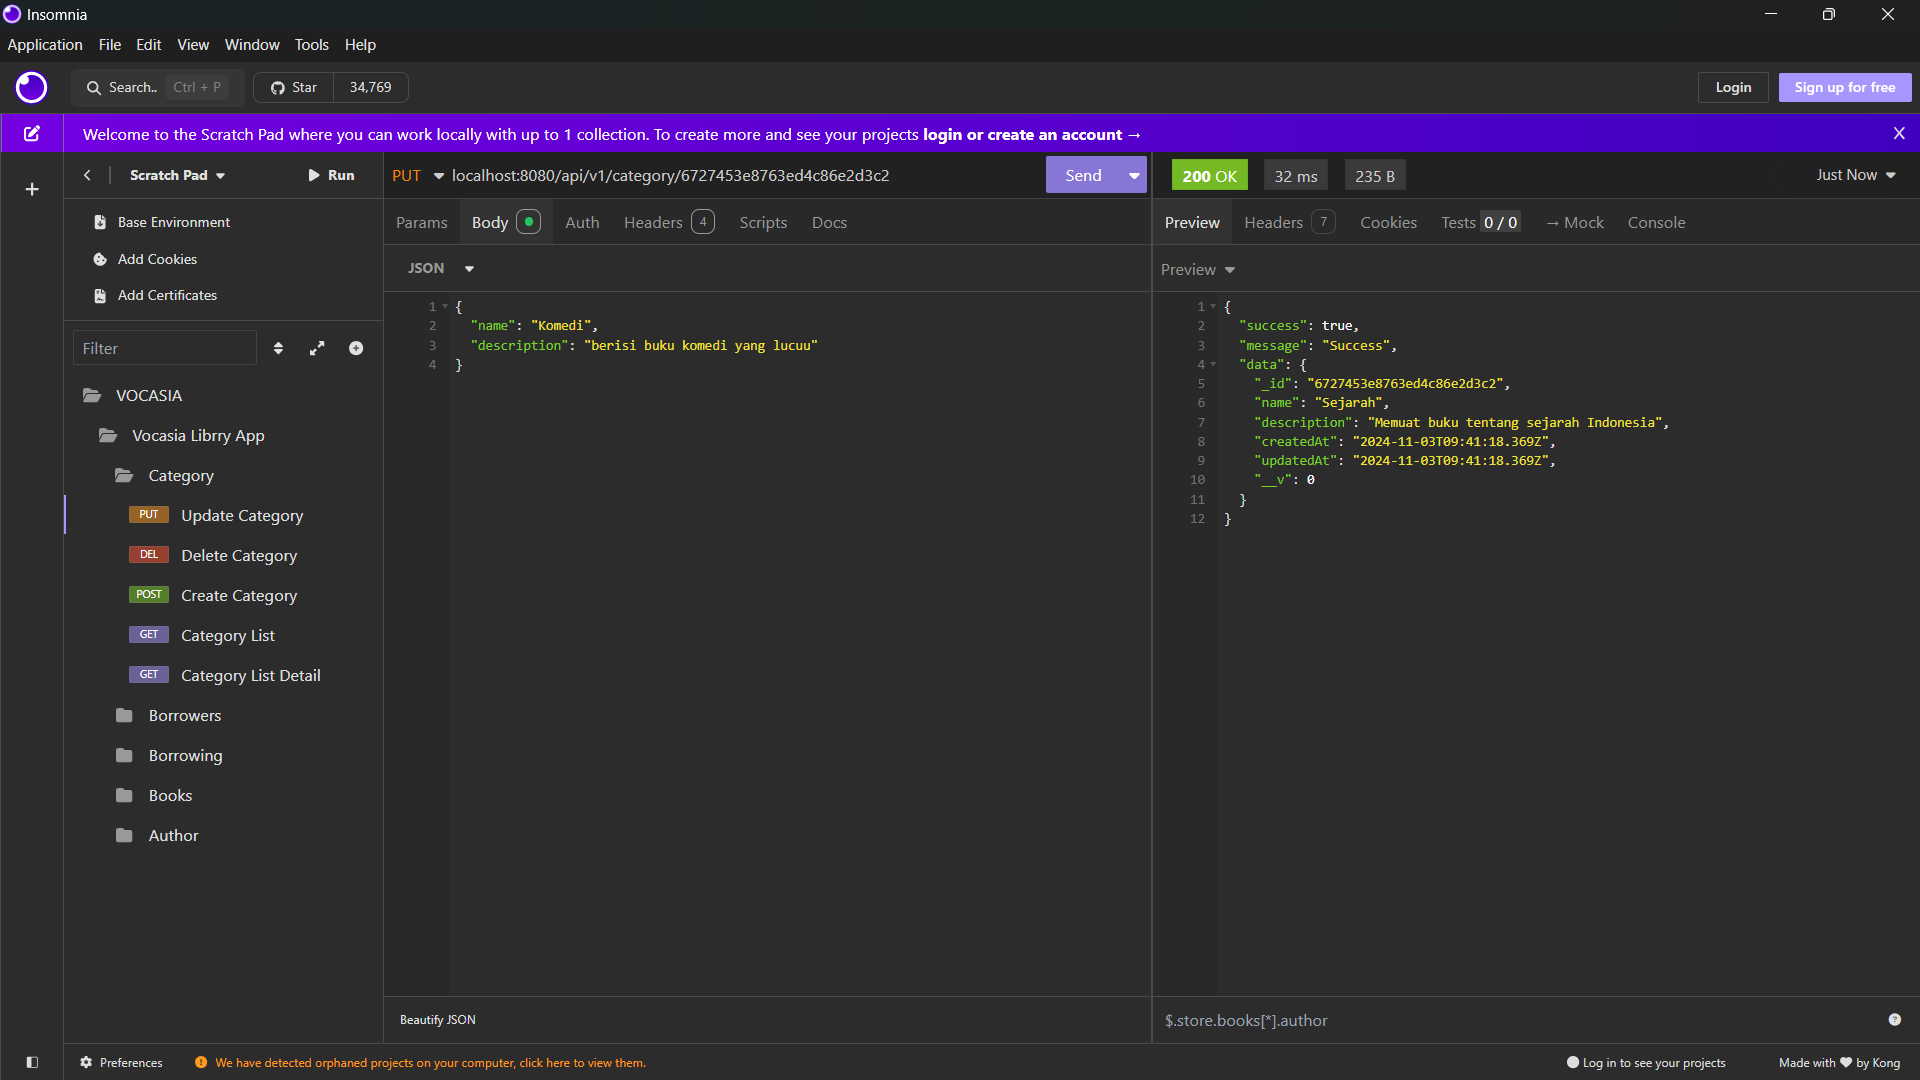 Insomnia
Application File Edit View Window Tools Help
Search.. Ctrl + P Star 34,769 Login Sign up for free
Welcome to the Scratch Pad where you can work locally with up to 1 collection. To create more and see your projects login or create an account → X
Scratch Pad Run
Base Environment
Add Cookies
Add Certificates
Filter
VOCASIA
Vocasia Librry App
Category
PUT Update Category
DEL Delete Category
POST Create Category
GET Category List
GET Category List Detail
Borrowers
Borrowing
Books
Author
PUT localhost:8080/api/v1/category/6727453e8763ed4c86e2d3c2 Send
Params Body Auth Headers 4 Scripts Docs
JSON
1 {
2 "name": "Komedi",
3 "description": "berisi buku komedi yang lucuu"
4 }
Beautify JSON
200 OK 32 ms 235 B Just Now
Preview Headers 7 Cookies Tests 0 / 0 → Mock Console
Preview
1 {
2 "success": true,
3 "message": "Success",
4 "data": {
5 "_id": "6727453e8763ed4c86e2d3c2",
6 "name": "Sejarah",
7 "description": "Memuat buku tentang sejarah Indonesia",
8 "createdAt": "2024-11-03T09:41:18.369Z",
9 "updatedAt": "2024-11-03T09:41:18.369Z",
10 "__v": 0
11 }
12 }
$.store.books[*].author
Preferences We have detected orphaned projects on your computer, click here to view them. Log in to see your projects Made with ♥ by Kong